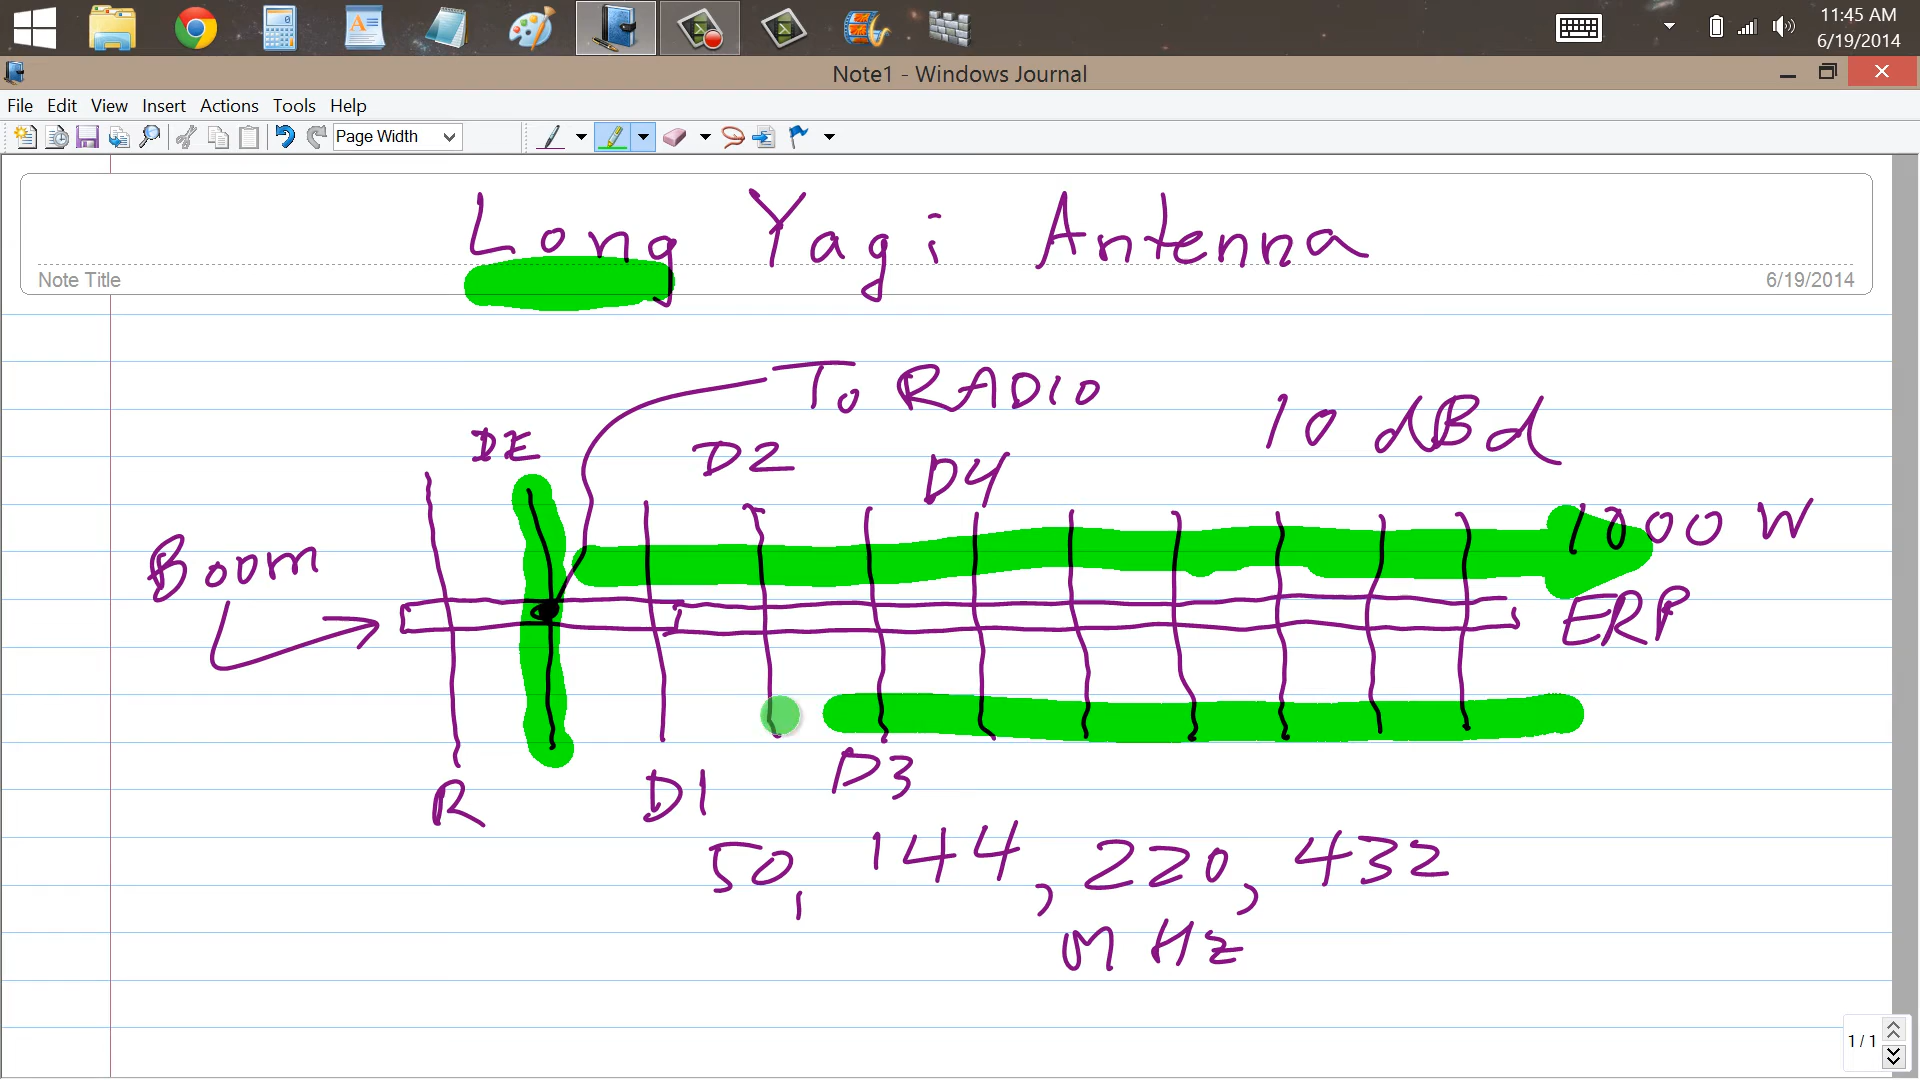 11:45 AM
6/19/2014
Note1 - Windows Journal
File Edit View Insert Actions Tools Help
Page Width
Long Yagi Antenna
Note Title
6/19/2014
To RADIO
10 dBd
DE
D2
D4
1000 W
Boom
ERP
R
D1
D3
50, 144, 220, 432
MHz
1 / 1